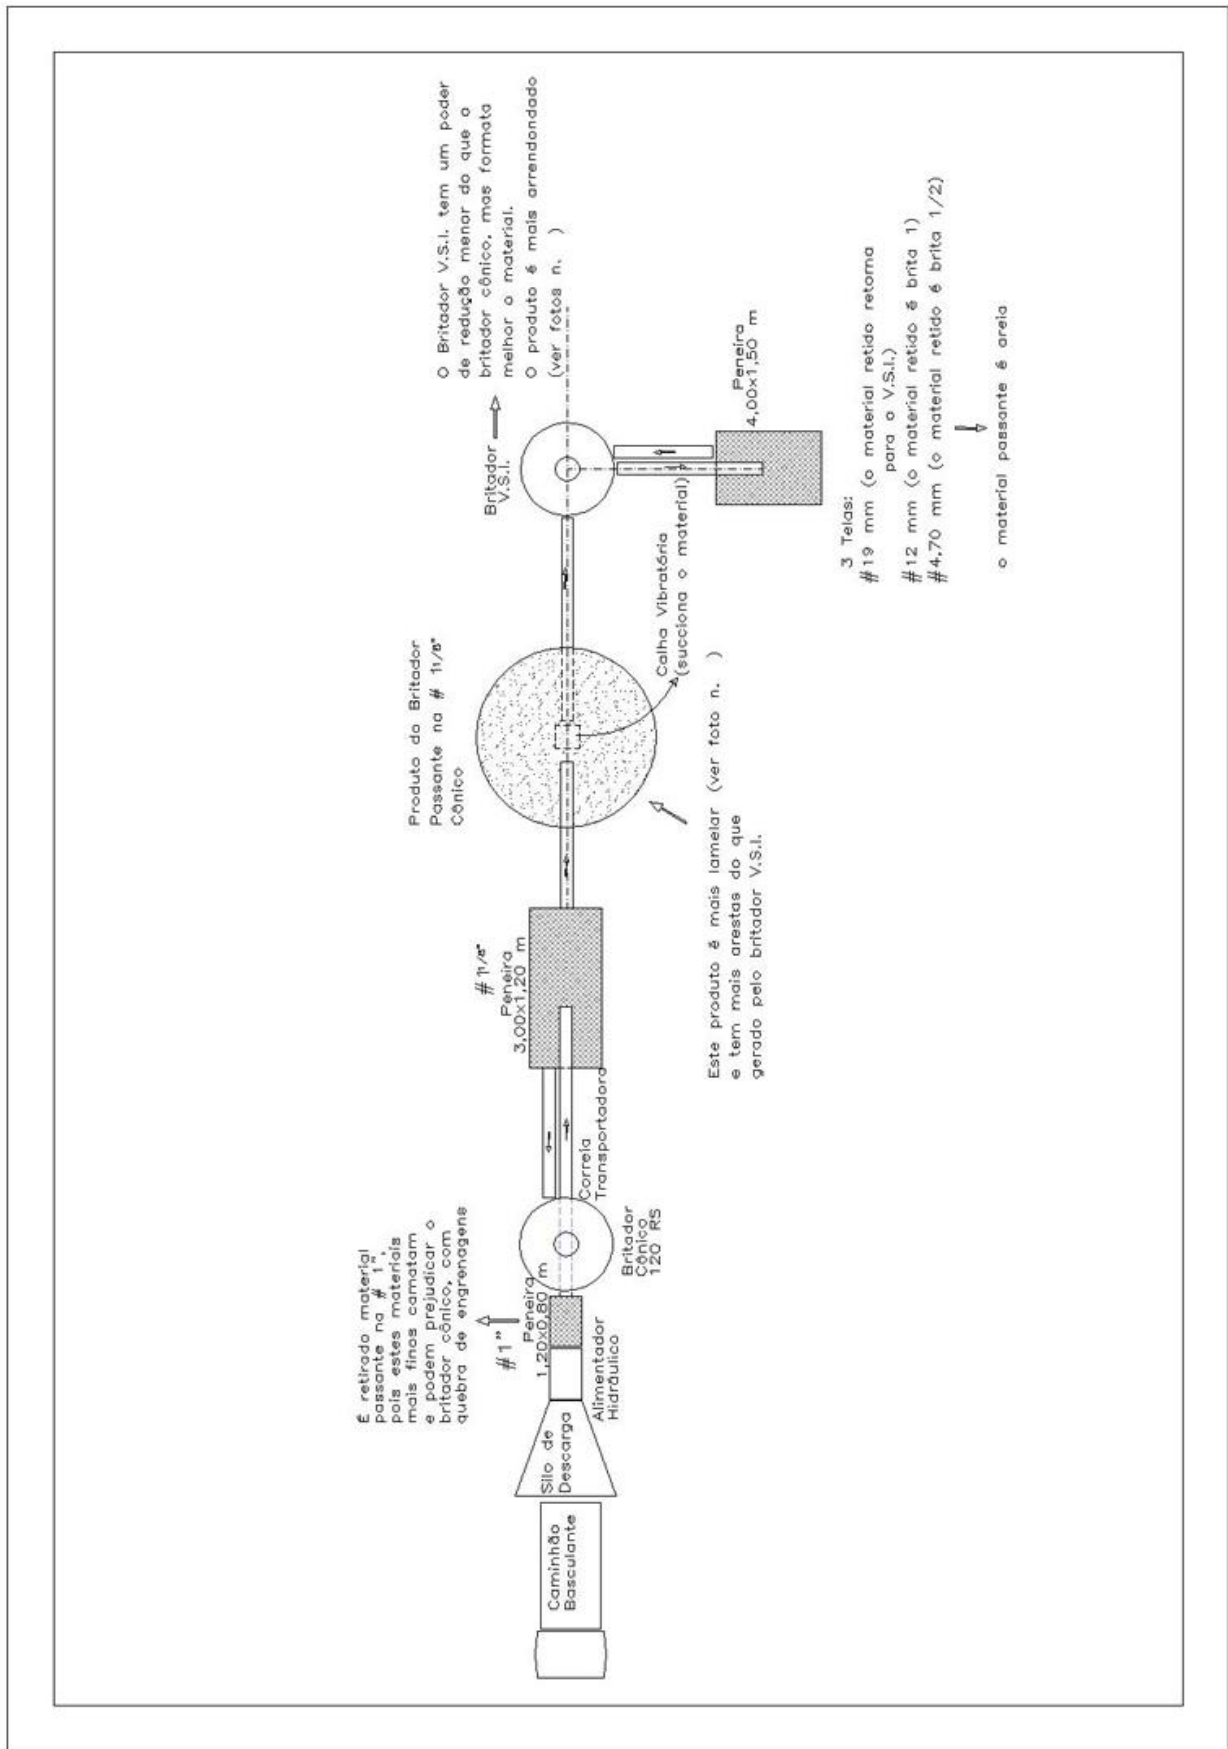 É retirado material
passante na # 1",
pois estes materiais
mais finos camatam
e podem prejudicar o
britador cônico, com
quebra de engrenagens
Caminhão
Basculante
Silo de
Descarga
Alimentador
Hidráulico
#1"
Peneira
1,20x0,80 m
Britador
Cônico
120 RS
Correia
Transportadora
# 11/8"
Peneira
3,00x1,20 m
Produto do Britador
Passante na # 11/8"
Cônico
Este produto é mais lamelar (ver foto n. )
e tem mais arestas do que
gerado pelo britador V.S.I.
Calha Vibratória
(succiona o material)
Britador
V.S.I.
O Britador V.S.I. tem um poder
de redução menor do que o
britador cônico, mas formata
melhor o material.
O produto é mais arrendondado
(ver fotos n. )
Peneira
4,00x1,50 m
3 Telas:
#19 mm (o material retido retorna
para o V.S.I.)
#12 mm (o material retido é brita 1)
#4,70 mm (o material retido é brita 1/2)
o material passante é areia